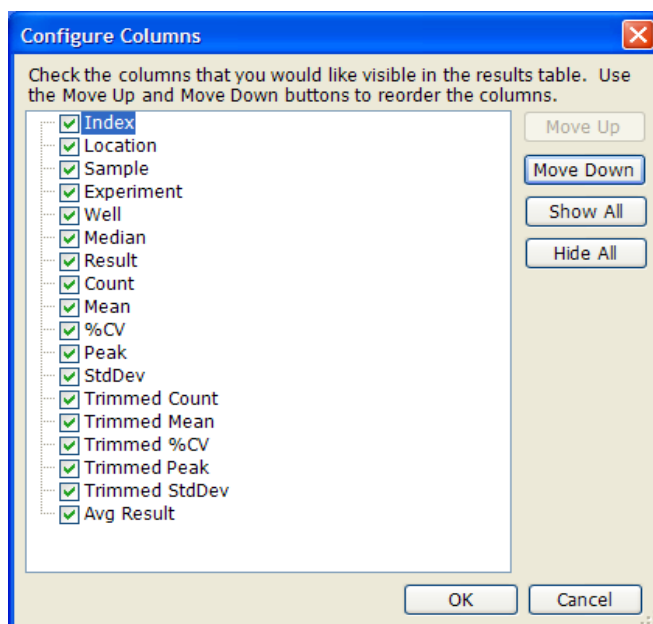 Configure Columns
Check the columns that you would like visible in the results table. Use
the Move Up and Move Down buttons to reorder the columns.
Index
Location
Sample
Experiment
Well
Median
Result
Count
Mean
%CV
Peak
StdDev
Trimmed Count
Trimmed Mean
Trimmed %CV
Trimmed Peak
Trimmed StdDev
Avg Result
Move Up
Move Down
Show All
Hide All
OK
Cancel